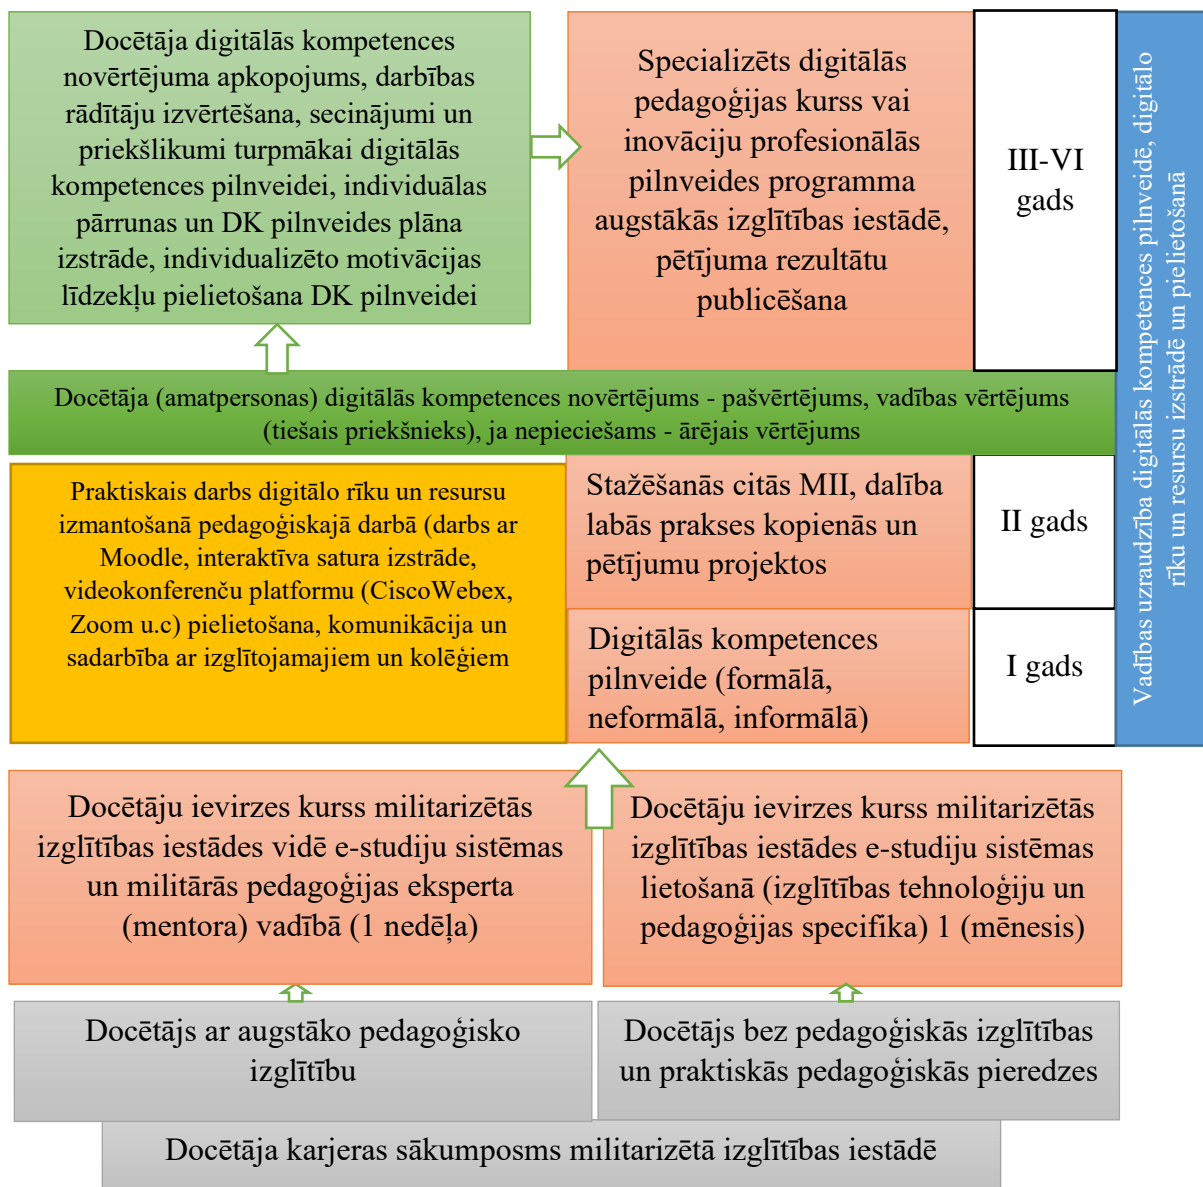 Docētāja digitālās kompetences
novērtējuma apkopojums, darbības
rādītāju izvērtēšana, secinājumi un
priekšlikumi turpmākai digitālās
kompetences pilnveidei, individuālas
pārrunas un DK pilnveides plāna
izstrāde, individualizēto motivācijas
līdzekļu pielietošana DK pilnveidei
Specializēts digitālās
pedagoģijas kurss vai
inovāciju profesionālās
pilnveides programma
augstākās izglītības iestādē,
pētījuma rezultātu
publicēšana
III-VI
gads
Vadības uzraudzība digitālās kompetences pilnveidē, digitālo
rīku un resursu izstrādē un pielietošanā
Docētāja (amatpersonas) digitālās kompetences novērtējums - pašvērtējums, vadības vērtējums
(tiešais priekšnieks), ja nepieciešams - ārējais vērtējums
Praktiskais darbs digitālo rīku un resursu
izmantošanā pedagoģiskajā darbā (darbs ar
Moodle, interaktīva satura izstrāde,
videokonferenču platformu (CiscoWebex,
Zoom u.c) pielietošana, komunikācija un
sadarbība ar izglītojamajiem un kolēģiem
Stažēšanās citās MII, dalība
labās prakses kopienās un
pētījumu projektos
II gads
Digitālās kompetences
pilnveide (formālā,
neformālā, informālā)
I gads
Docētāju ievirzes kurss militarizētās
izglītības iestādes vidē e-studiju sistēmas
un militārās pedagoģijas eksperta
(mentora) vadībā (1 nedēļa)
Docētāju ievirzes kurss militarizētās
izglītības iestādes e-studiju sistēmas
lietošanā (izglītības tehnoloģiju un
pedagoģijas specifika) 1 (mēnesis)
Docētājs ar augstāko pedagoģisko
izglītību
Docētājs bez pedagoģiskās izglītības
un praktiskās pedagoģiskās pieredzes
Docētāja karjeras sākumposms militarizētā izglītības iestādē